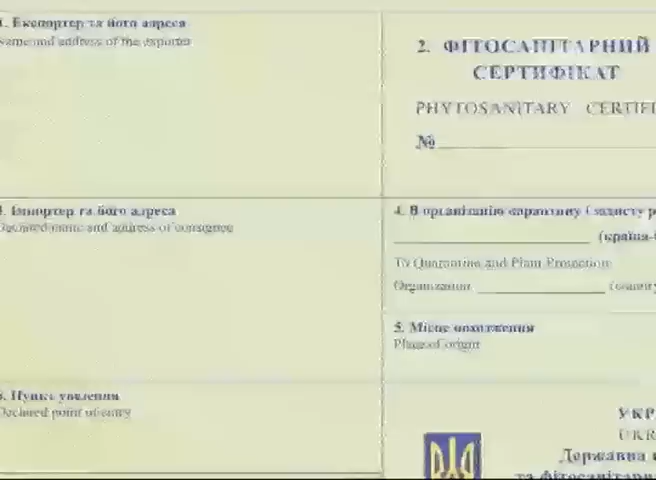 1. Експортер та його адреса
Name and address of the exporter
2. ФІТОСАНІТАРНИЙ
СЕРТИФІКАТ
PHYTOSANITARY CERTIFI
№
3. Імпортер та його адреса
Declared name and address of consignee
4. В організацію карантину і захисту р
(країна-
To Quarantine and Plant Protection
Organization (country
5. Місце походження
Place of origin
6. Пункт увезення
Declared point of entry
УКР
UKR
Державна
та фітосанітарн